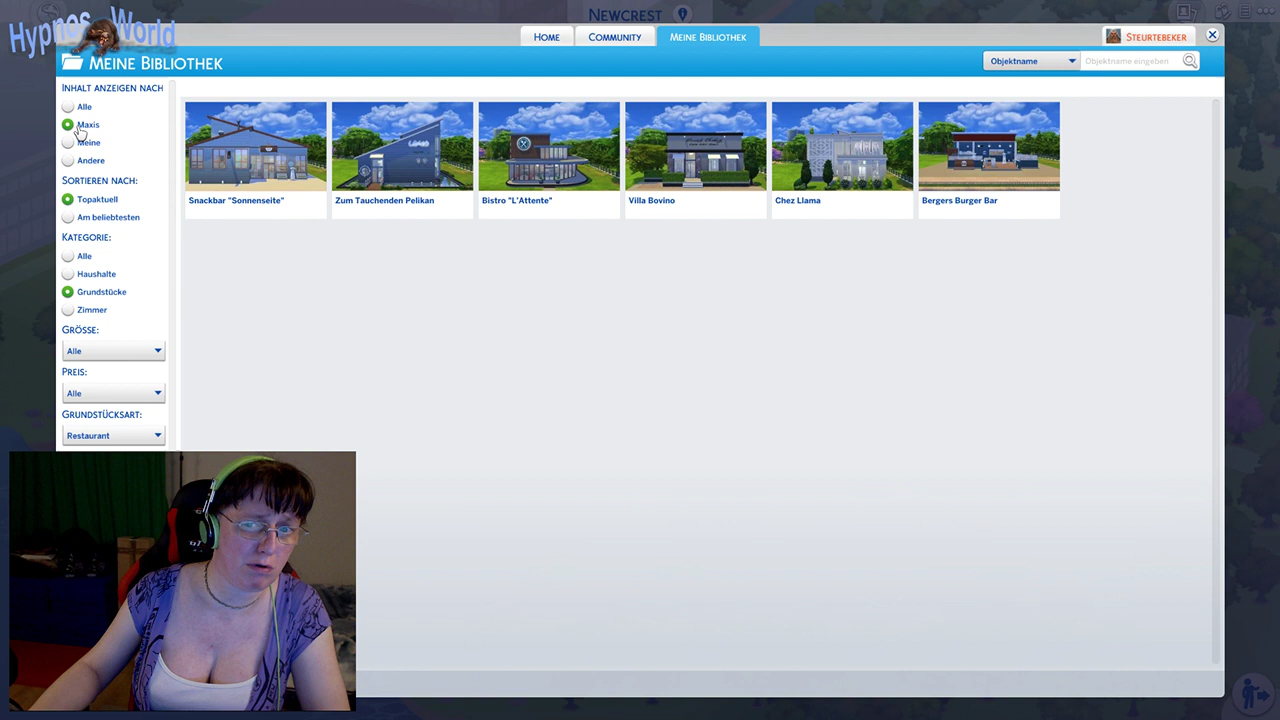 NEWCREST
Hypnos World
HOME
COMMUNITY
MEINE BIBLIOTHEK
STEURTEBEKER
MEINE BIBLIOTHEK
Objektname
Objektname eingeben
INHALT ANZEIGEN NACH
Alle
Maxis
Meine
Andere
SORTIEREN NACH:
Topaktuell
Am beliebtesten
KATEGORIE:
Alle
Haushalte
Grundstücke
Zimmer
GRÖSSE:
Alle
PREIS:
Alle
GRUNDSTÜCKSART:
Restaurant
Snackbar "Sonnenseite"
Zum Tauchenden Pelikan
Bistro "L'Attente"
Villa Bovino
Chez Llama
Bergers Burger Bar